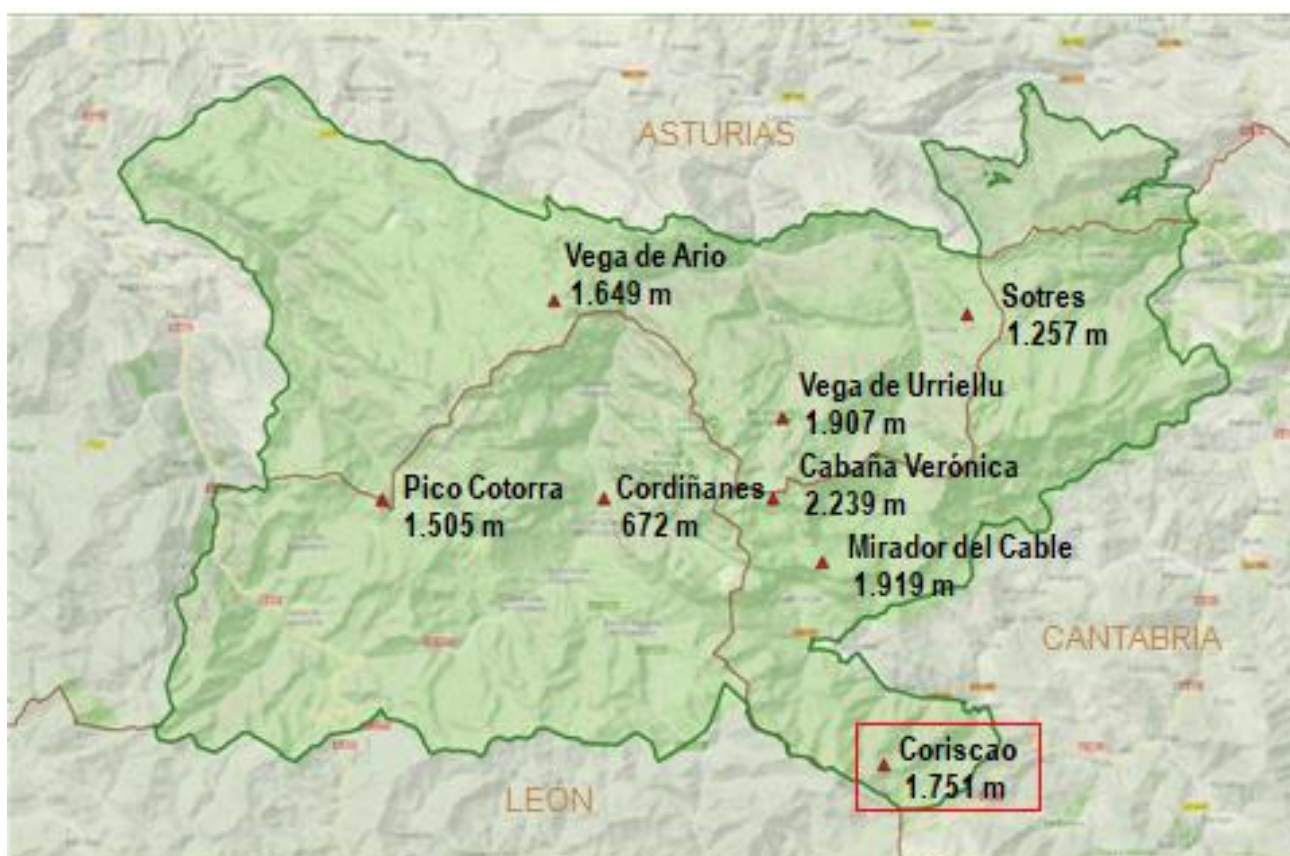 ASTURIAS
Vega de Ario
1.649 m
Sotres
1.257 m
Vega de Urriellu
1.907 m
Cabaña Verónica
2.239 m
Pico Cotorra
1.505 m
Cordiñanes
672 m
Mirador del Cable
1.919 m
CANTABRIA
Coriscao
1.751 m
LEÓN